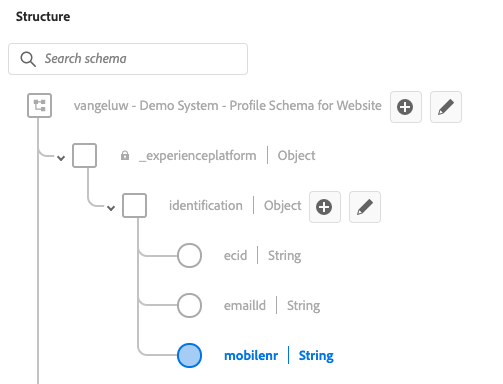 Structure
Search schema
vangeluw - Demo System - Profile Schema for Website
_experienceplatform | Object
identification | Object
ecid | String
emailId | String
mobilenr | String